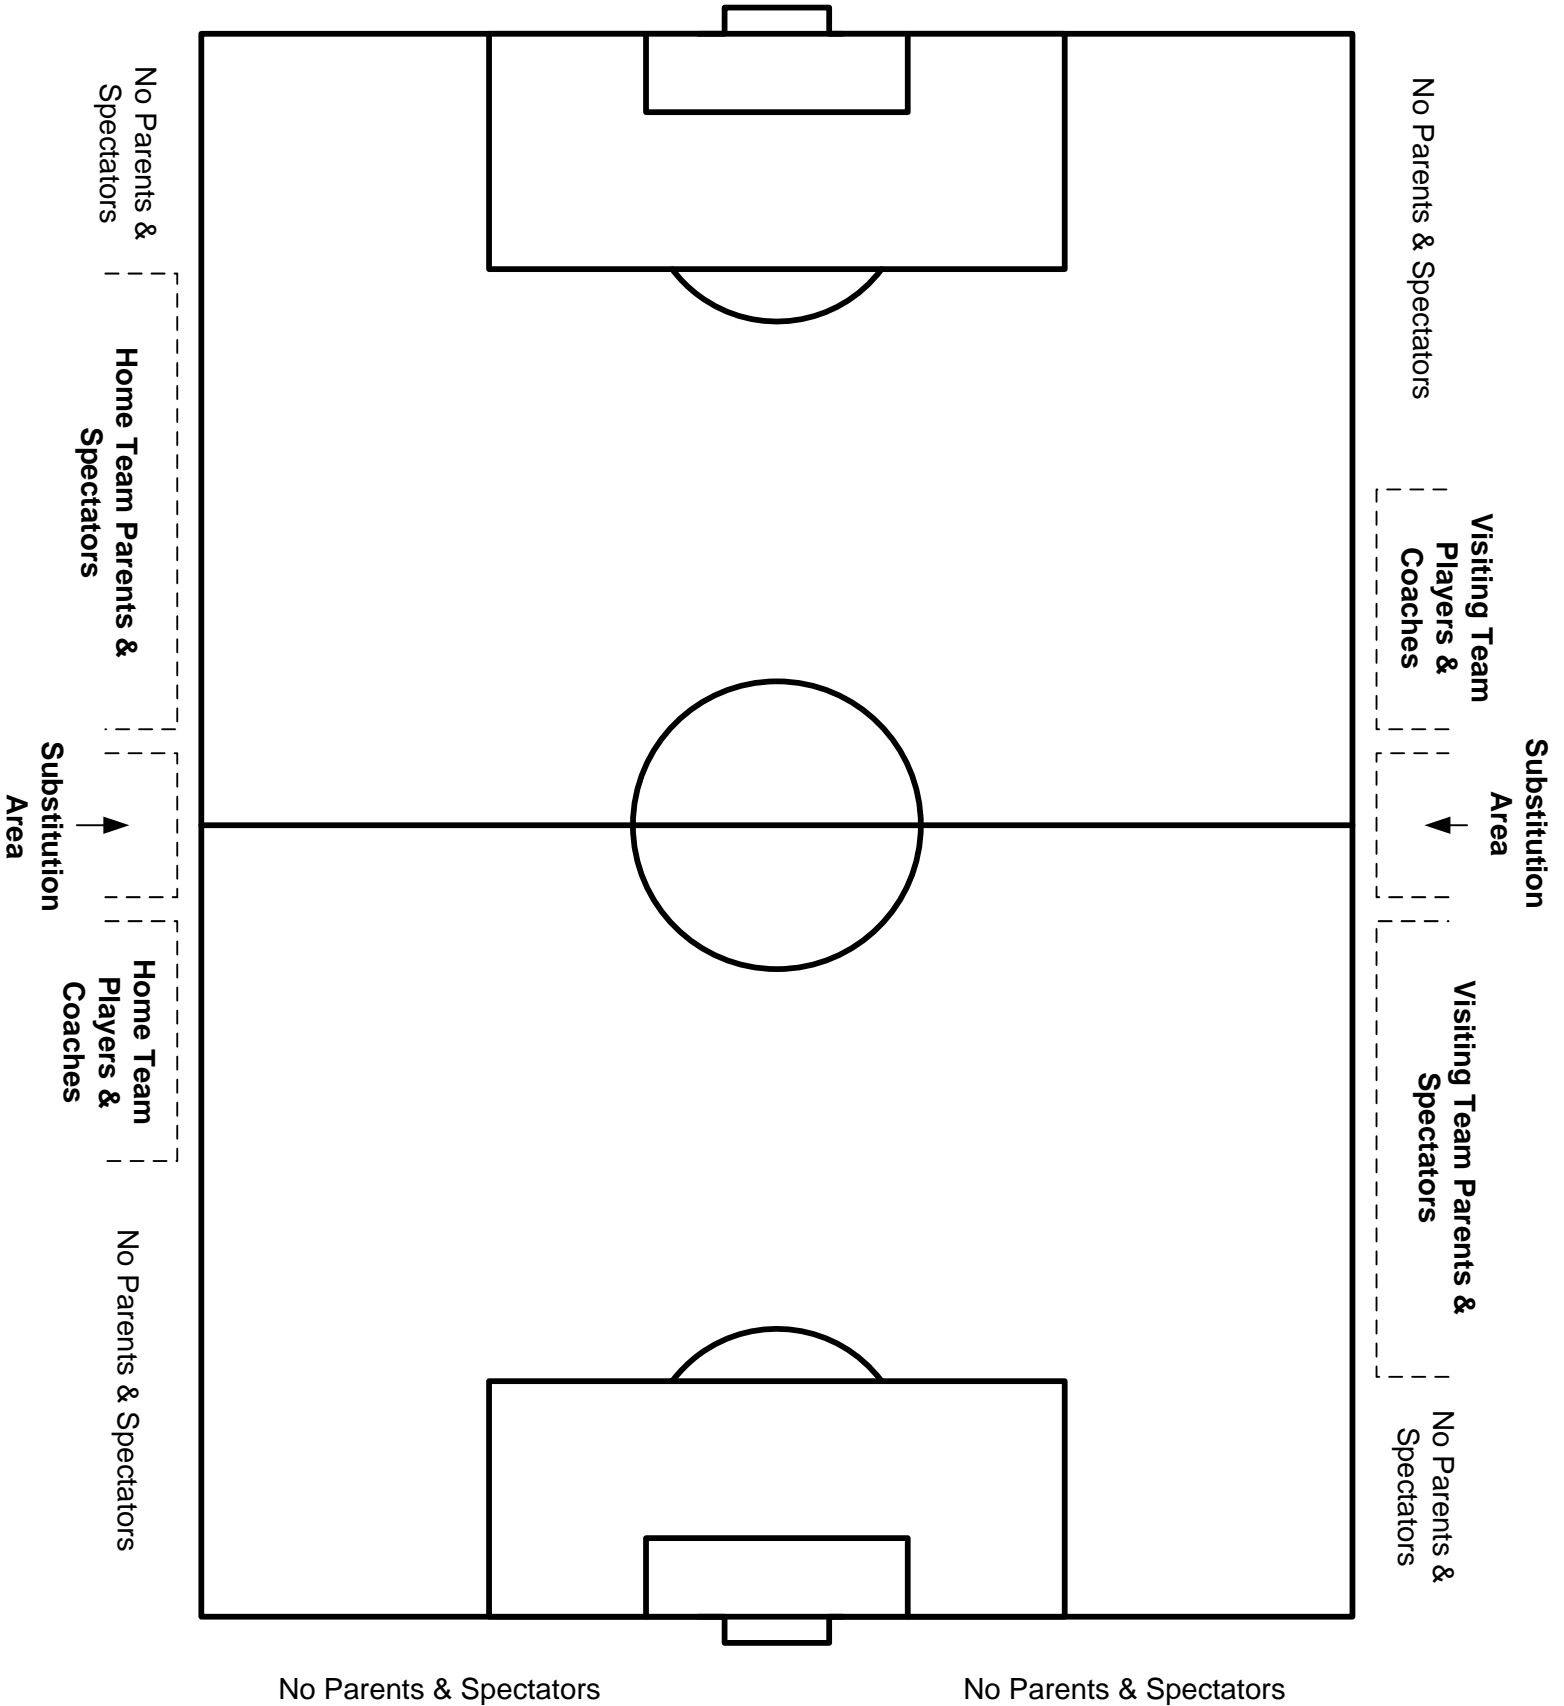 No Parents &
Spectators
Home Team Parents &
Spectators
Substitution
Area
Home Team
Players &
Coaches
No Parents & Spectators
No Parents & Spectators
Visiting Team
Players &
Coaches
Substitution
Area
Visiting Team Parents &
Spectators
No Parents &
Spectators
No Parents & Spectators
No Parents & Spectators